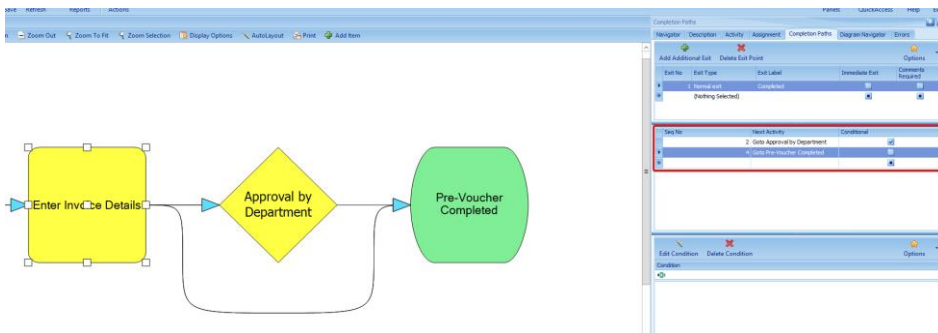 Save Refresh Reports Actions Panels QuickAccess Help
Zoom Out Zoom To Fit Zoom Selection Display Options AutoLayout Print Add Item
Completion Paths
Navigator Description Activity Assignment Completion Paths Diagram Navigator Errors
Add Additional Exit Delete Exit Point Options
Exit No Exit Type Exit Label Immediate Exit Comments Required
1 Normal exit Completed
(Nothing Selected)
Seq No Next Activity Conditional
2 Goto Approval by Department
4 Goto Pre-Voucher Completed
Enter Invoice Details
Approval by
Department
Pre-Voucher
Completed
Edit Condition Delete Condition Options
Condition